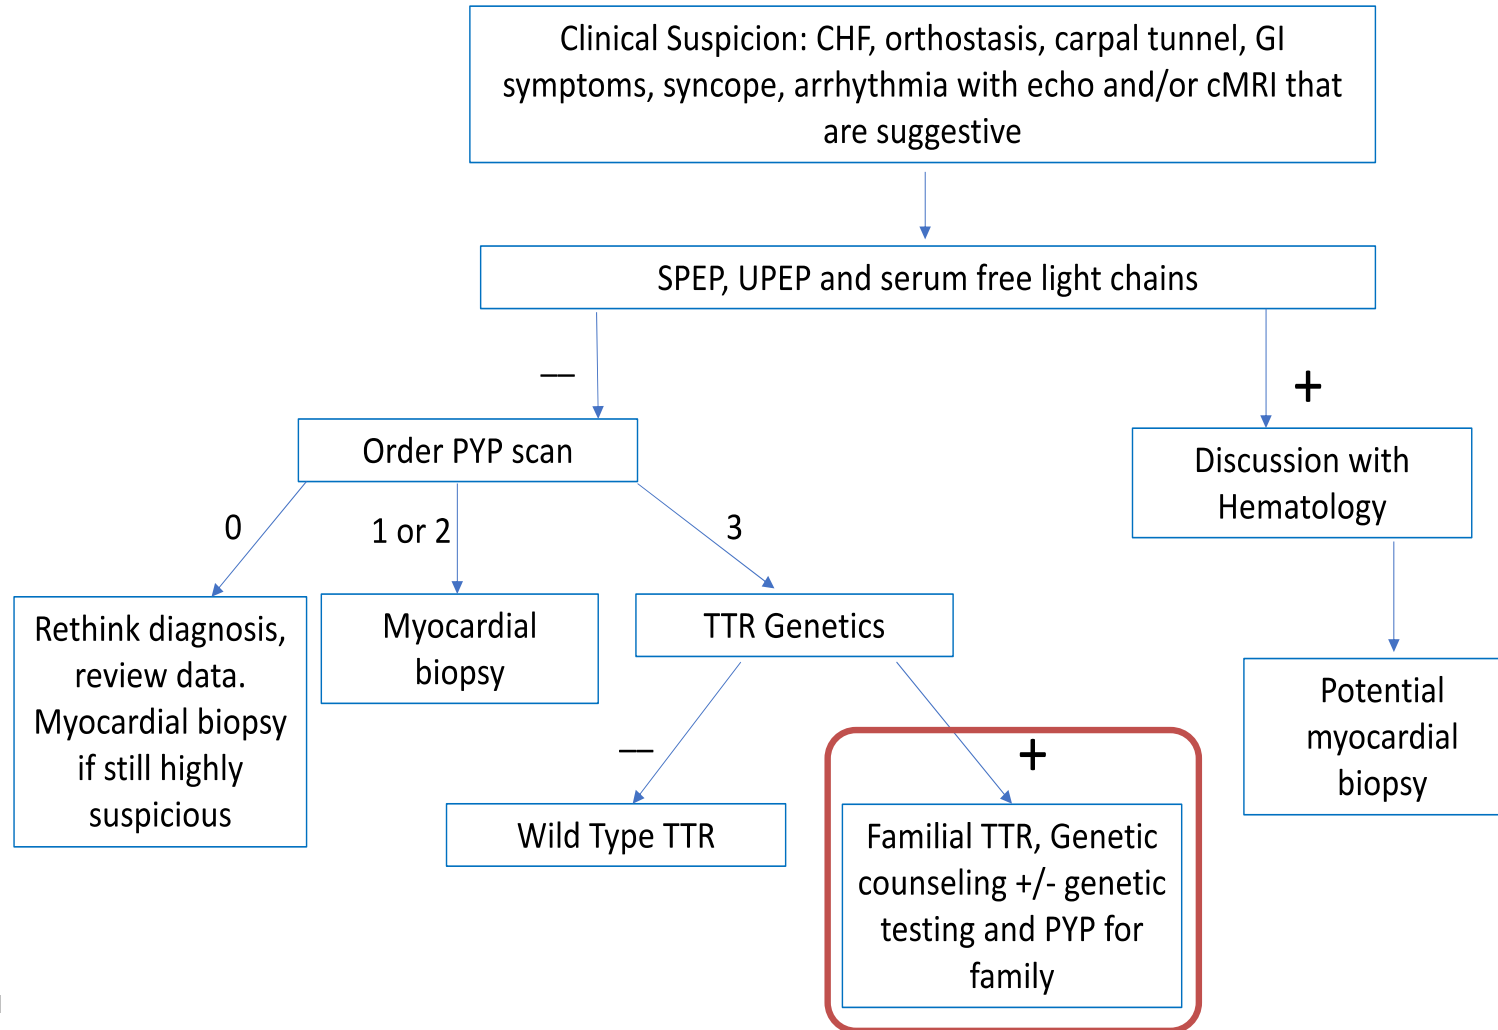 Clinical Suspicion: CHF, orthostasis, carpal tunnel, GI
symptoms, syncope, arrhythmia with echo and/or cMRI that
are suggestive
SPEP, UPEP and serum free light chains
—
+
Order PYP scan
Discussion with
Hematology
0
1 or 2
3
Rethink diagnosis,
review data.
Myocardial biopsy
if still highly
suspicious
Myocardial
biopsy
TTR Genetics
Potential
myocardial
biopsy
—
+
Wild Type TTR
Familial TTR, Genetic
counseling +/- genetic
testing and PYP for
family